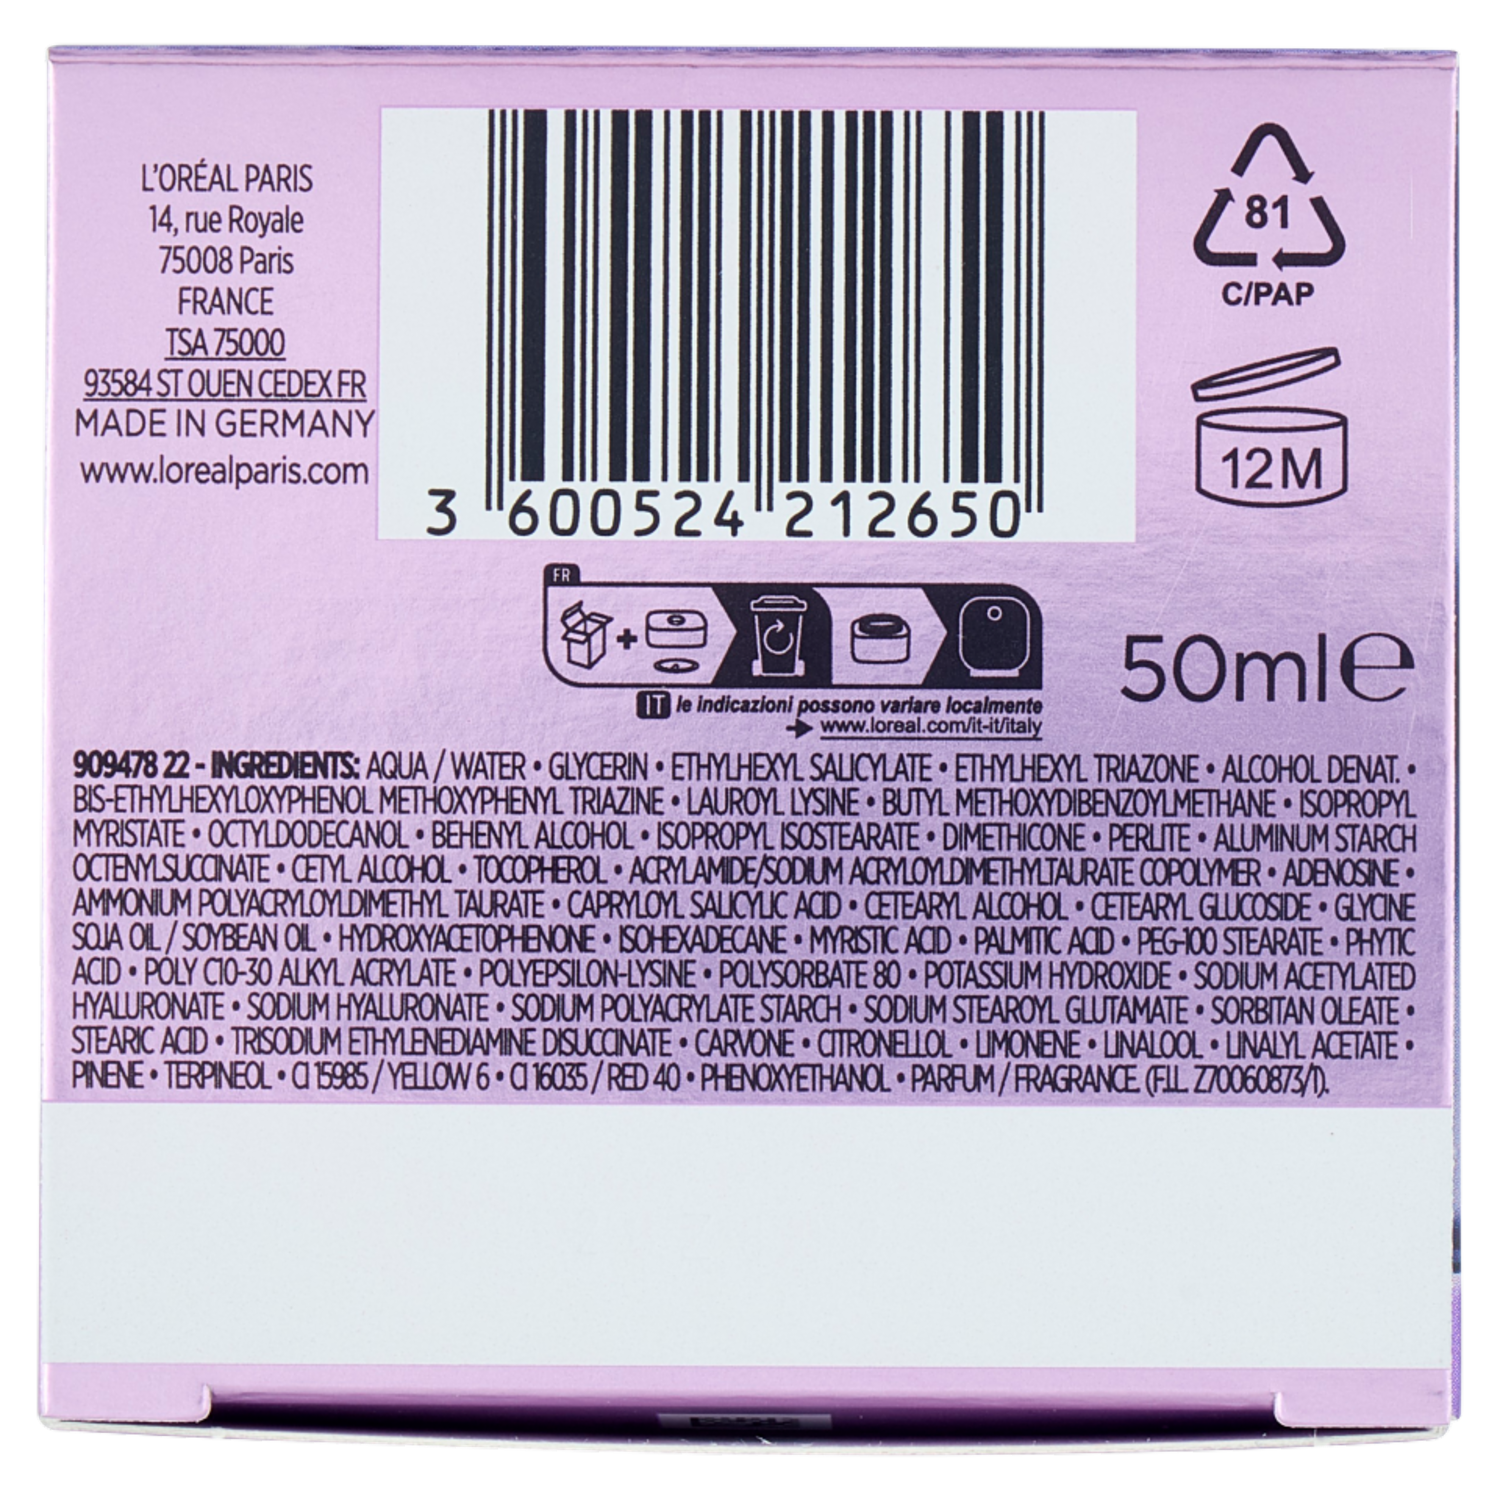 L'ORÉAL PARIS
14, rue Royale
75008 Paris
FRANCE
TSA 75000
93584 ST OUEN CEDEX FR
MADE IN GERMANY
www.lorealparis.com
3 600524 212650
81
C/PAP
12M
FR
IT le indicazioni possono variare localmente
www.loreal.com/it-it/italy
50ml e
909478 22 - INGREDIENTS: AQUA / WATER • GLYCERIN • ETHYLHEXYL SALICYLATE • ETHYLHEXYL TRIAZONE • ALCOHOL DENAT. •
BIS-ETHYLHEXYLOXYPHENOL METHOXYPHENYL TRIAZINE • LAUROYL LYSINE • BUTYL METHOXYDIBENZOYLMETHANE • ISOPROPYL
MYRISTATE • OCTYLDODECANOL • BEHENYL ALCOHOL • ISOPROPYL ISOSTEARATE • DIMETHICONE • PERLITE • ALUMINUM STARCH
OCTENYLSUCCINATE • CETYL ALCOHOL • TOCOPHEROL • ACRYLAMIDE/SODIUM ACRYLOYLDIMETHYLTAURATE COPOLYMER • ADENOSINE •
AMMONIUM POLYACRYLOYLDIMETHYL TAURATE • CAPRYLOYL SALICYLIC ACID • CETEARYL ALCOHOL • CETEARYL GLUCOSIDE • GLYCINE
SOJA OIL / SOYBEAN OIL • HYDROXYACETOPHENONE • ISOHEXADECANE • MYRISTIC ACID • PALMITIC ACID • PEG-100 STEARATE • PHYTIC
ACID • POLY C10-30 ALKYL ACRYLATE • POLYEPSILON-LYSINE • POLYSORBATE 80 • POTASSIUM HYDROXIDE • SODIUM ACETYLATED
HYALURONATE • SODIUM HYALURONATE • SODIUM POLYACRYLATE STARCH • SODIUM STEAROYL GLUTAMATE • SORBITAN OLEATE •
STEARIC ACID • TRISODIUM ETHYLENEDIAMINE DISUCCINATE • CARVONE • CITRONELLOL • LIMONENE • LINALOOL • LINALYL ACETATE •
PINENE • TERPINEOL • CI 15985 / YELLOW 6 • CI 16035 / RED 40 • PHENOXYETHANOL • PARFUM / FRAGRANCE. (F.I.L. Z70060873/1).